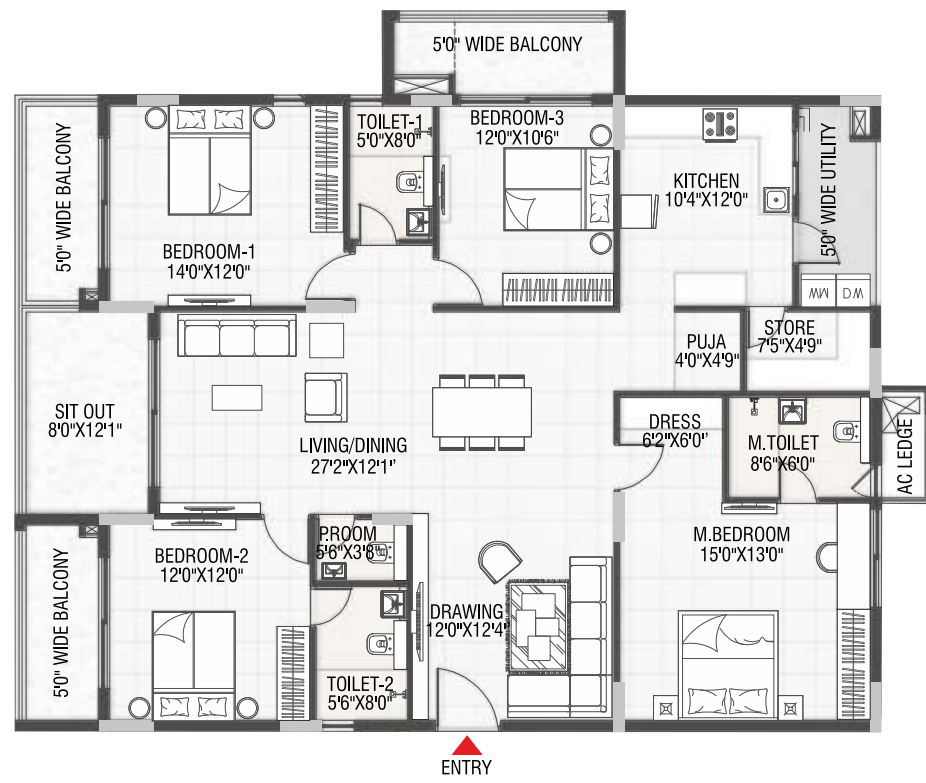 5'0" WIDE BALCONY
TOILET-1
5'0"X8'0"
BEDROOM-3
12'0"X10'6"
5'0" WIDE BALCONY
KITCHEN
10'4"X12'0"
5'0" WIDE UTILITY
BEDROOM-1
14'0"X12'0"
WM
DW
PUJA
4'0"X4'9"
STORE
7'5"X4'9"
SIT OUT
8'0"X12'1"
LIVING/DINING
27'2"X12'1'
DRESS
6'2"X6'0'
M.TOILET
8'6"X6'0"
AC LEDGE
P.ROOM
5'6"X3'8"
M.BEDROOM
15'0"X13'0"
BEDROOM-2
12'0"X12'0"
5'0" WIDE BALCONY
DRAWING
12'0"X12'4'
TOILET-2
5'6"X8'0"
ENTRY